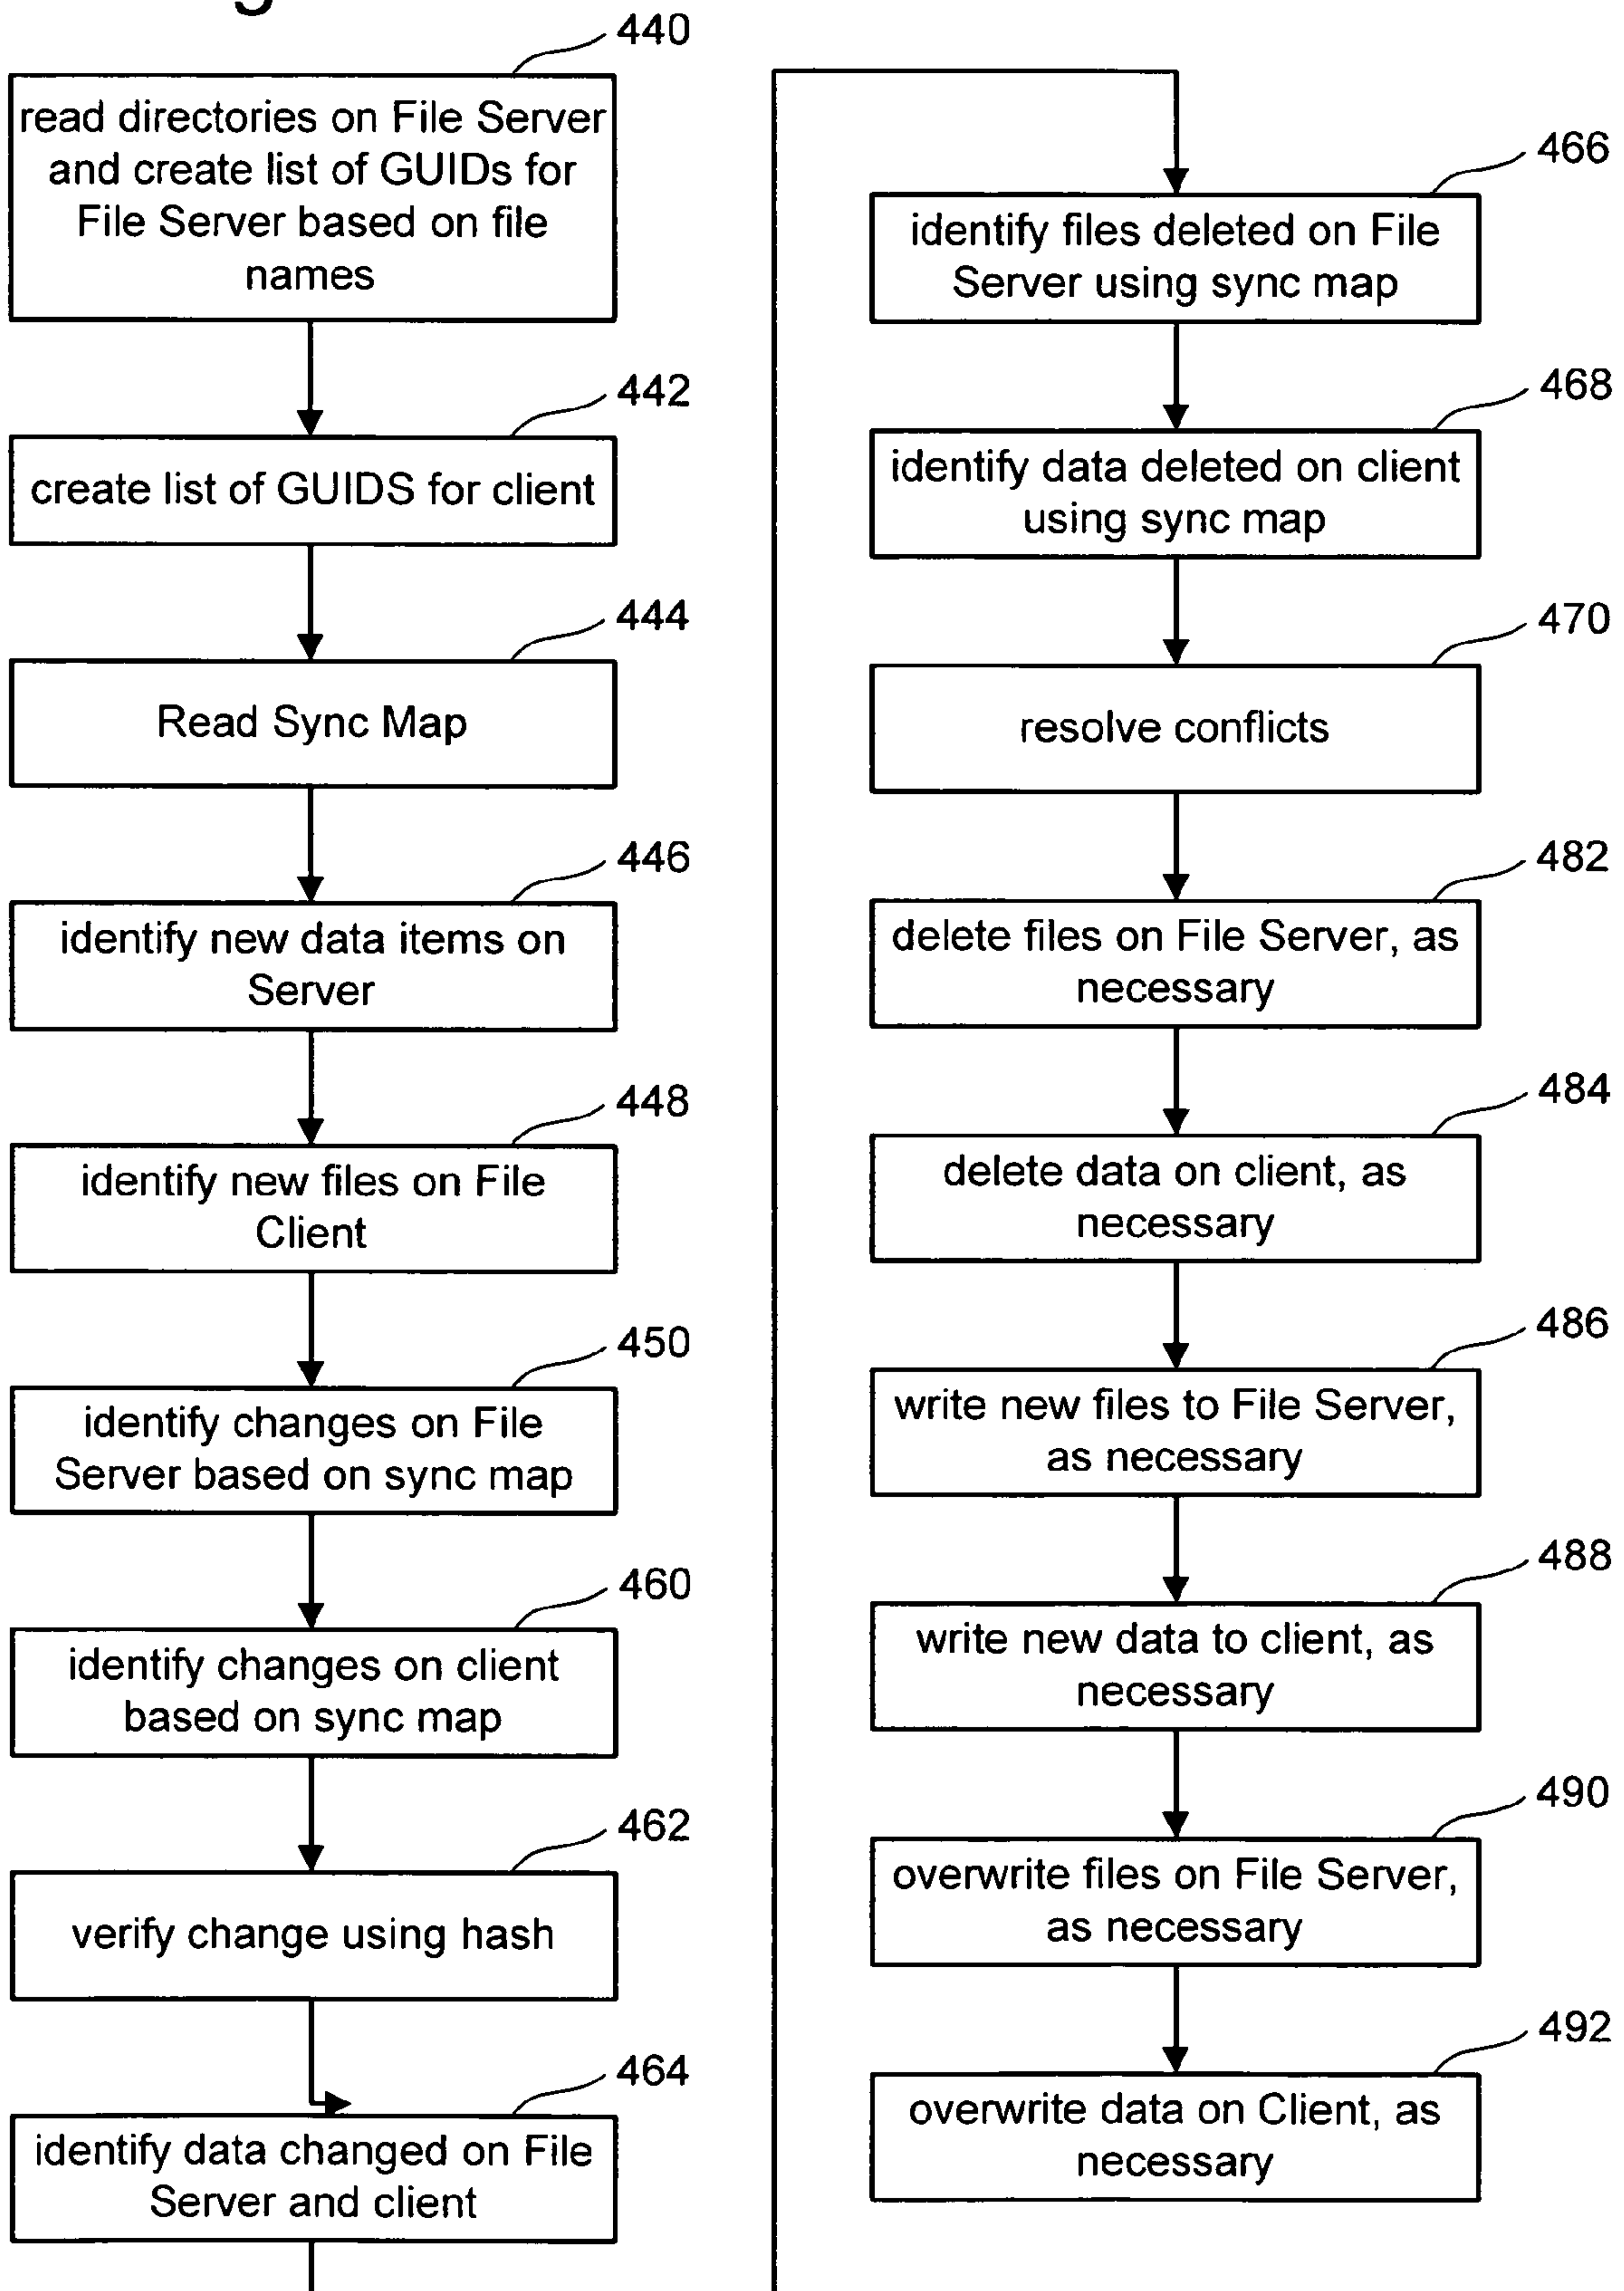 440
read directories on File Server
and create list of GUIDs for
File Server based on file
names
442
create list of GUIDS for client
444
Read Sync Map
446
identify new data items on
Server
448
identify new files on File
Client
450
identify changes on File
Server based on sync map
460
identify changes on client
based on sync map
462
verify change using hash
464
identify data changed on File
Server and client
466
identify files deleted on File
Server using sync map
468
identify data deleted on client
using sync map
470
resolve conflicts
482
delete files on File Server, as
necessary
484
delete data on client, as
necessary
486
write new files to File Server,
as necessary
488
write new data to client, as
necessary
490
overwrite files on File Server,
as necessary
492
overwrite data on Client, as
necessary